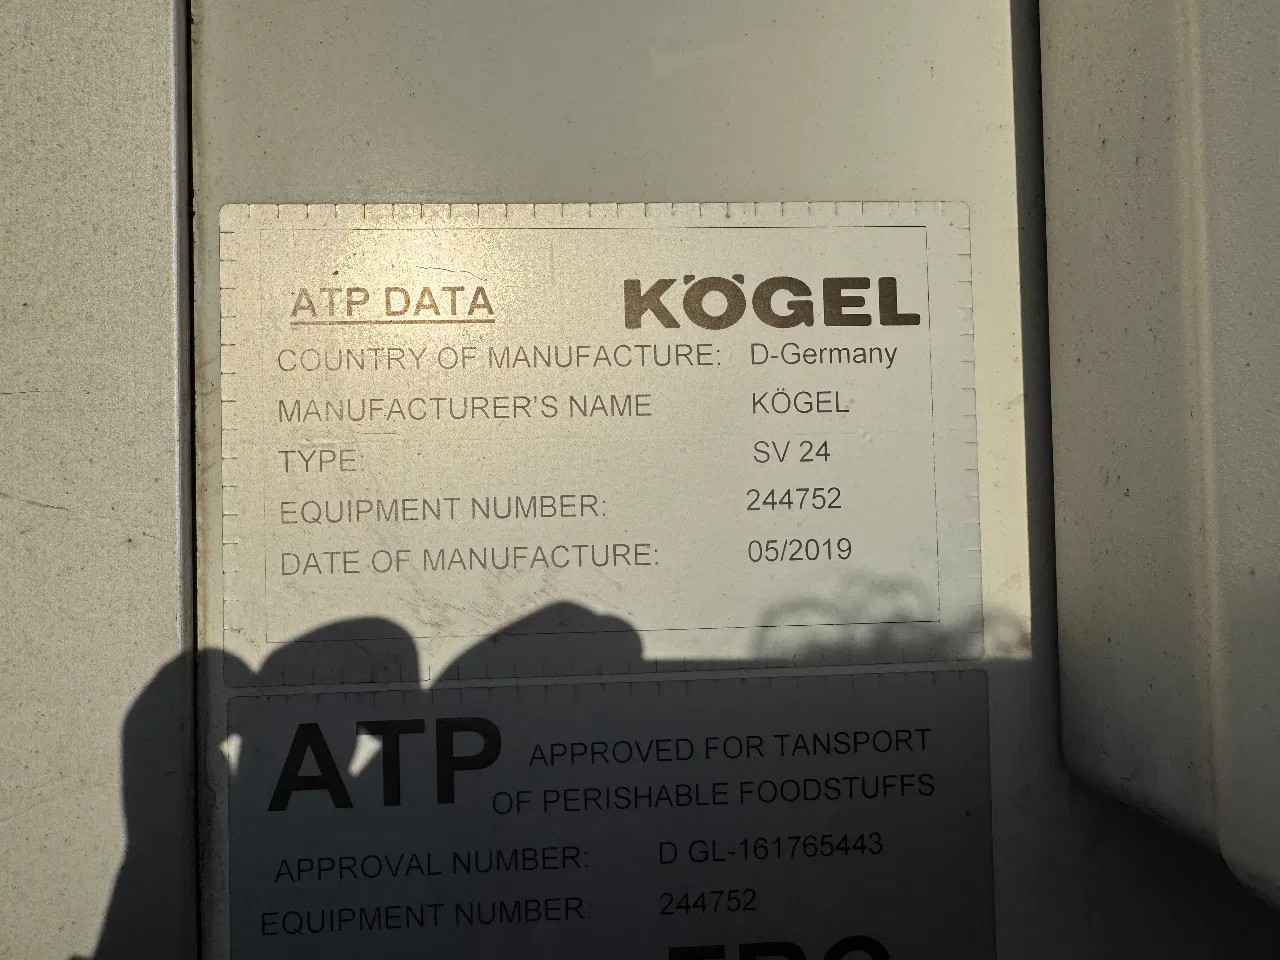 ATP DATA KÖGEL
COUNTRY OF MANUFACTURE: D-Germany
MANUFACTURER'S NAME KÖGEL
TYPE: SV 24
EQUIPMENT NUMBER: 244752
DATE OF MANUFACTURE: 05/2019
ATP APPROVED FOR TANSPORT
OF PERISHABLE FOODSTUFFS
APPROVAL NUMBER: D GL-161765443
EQUIPMENT NUMBER: 244752